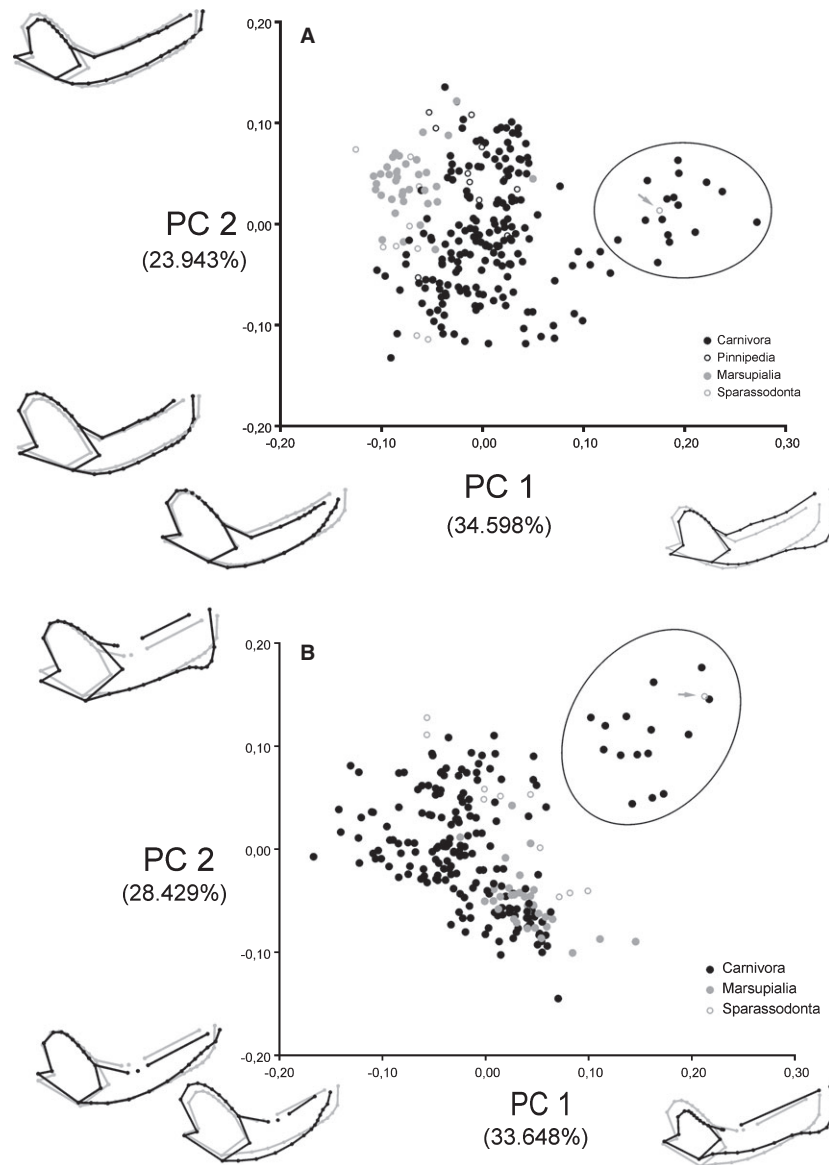 A
0,20
0,10
0,00
-0,10
-0,20
PC 2
(23.943%)
Carnivora
Pinnipedia
Marsupialia
Sparassodonta
-0,20
-0,10
0,00
0,10
0,20
0,30
PC 1
(34.598%)
B
0,20
0,10
0,00
-0,10
-0,20
PC 2
(28.429%)
Carnivora
Marsupialia
Sparassodonta
-0,20
-0,10
0,00
0,10
0,20
0,30
PC 1
(33.648%)